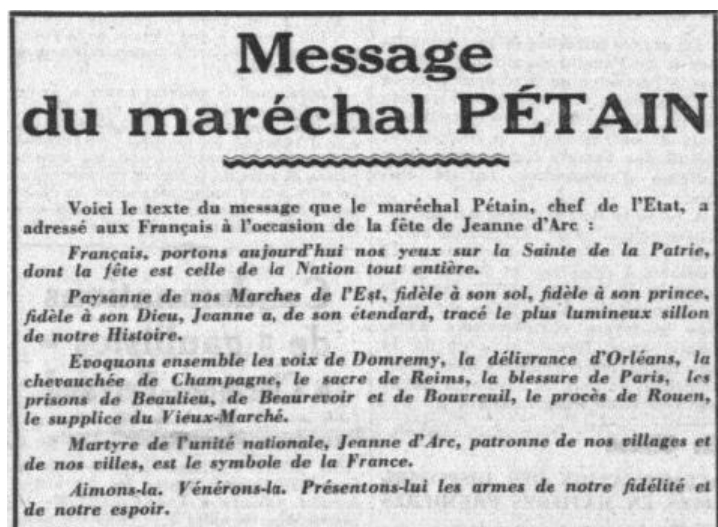 Message
du maréchal PÉTAIN
Voici le texte du message que le maréchal Pétain, chef de l'Etat, a
adressé aux Français à l'occasion de la fête de Jeanne d'Arc :
Français, portons aujourd'hui nos yeux sur la Sainte de la Patrie,
dont la fête est celle de la Nation tout entière.
Paysanne de nos Marches de l'Est, fidèle à son sol, fidèle à son prince,
fidèle à son Dieu, Jeanne a, de son étendard, tracé le plus lumineux sillon
de notre Histoire.
Evoquons ensemble les voix de Domremy, la délivrance d'Orléans, la
chevauchée de Champagne, le sacre de Reims, la blessure de Paris, les
prisons de Beaulieu, de Beaurevoir et de Bouvreuil, le procès de Rouen,
le supplice du Vieux-Marché.
Martyre de l'unité nationale, Jeanne d'Arc, patronne de nos villages et
de nos villes, est le symbole de la France.
Aimons-la. Vénérons-la. Présentons-lui les armes de notre fidélité et
de notre espoir.